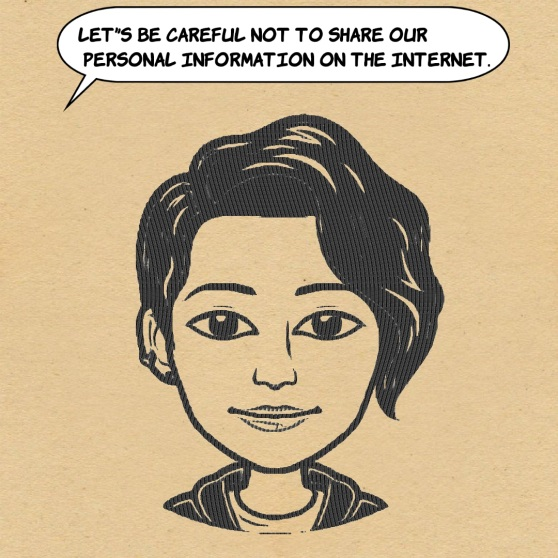 LET"S BE CAREFUL NOT TO SHARE OUR
PERSONAL INFORMATION ON THE INTERNET.